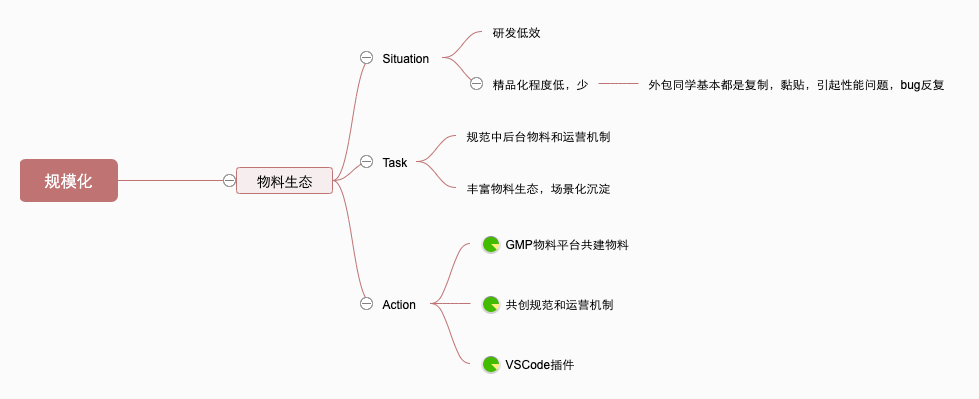 规模化
物料生态
Situation
研发低效
精品化程度低，少
外包同学基本都是复制，黏贴，引起性能问题，bug反复
Task
规范中后台物料和运营机制
丰富物料生态，场景化沉淀
Action
GMP物料平台共建物料
共创规范和运营机制
VSCode插件